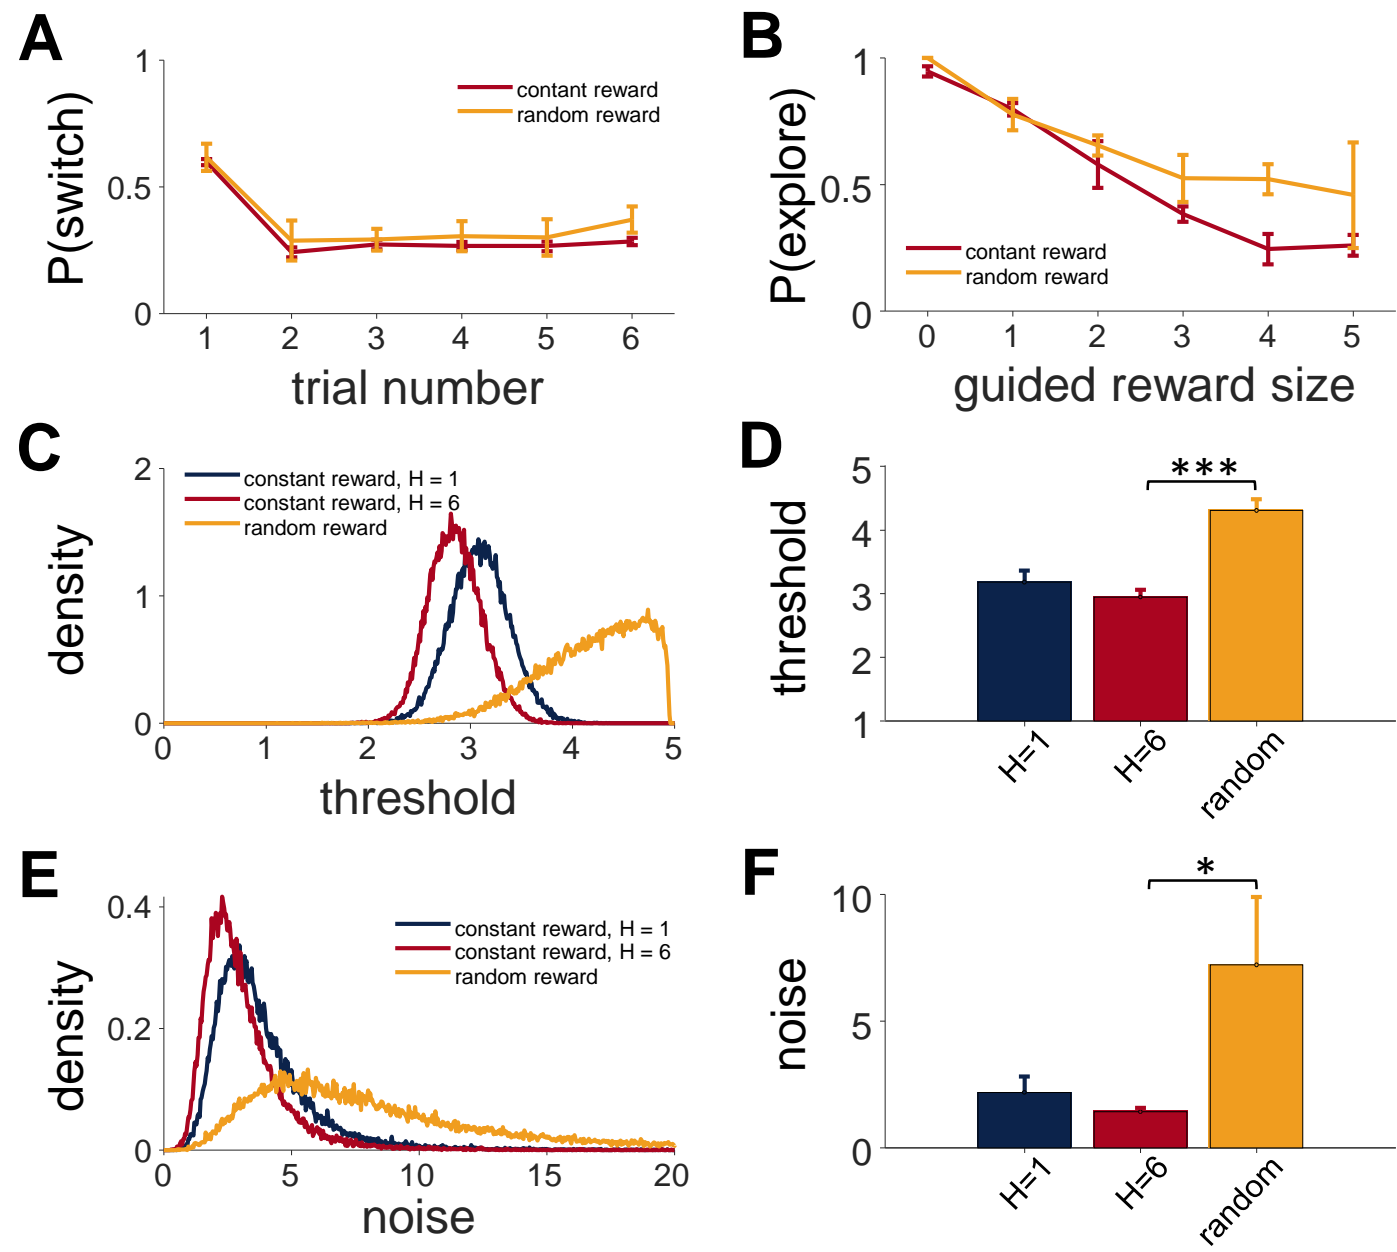 A
P(switch)
1
0.5
0
contant reward
random reward
1 2 3 4 5 6
trial number
B
P(explore)
1
0.5
0
contant reward
random reward
0 1 2 3 4 5
guided reward size
C
density
2
1
0
constant reward, H = 1
constant reward, H = 6
random reward
0 1 2 3 4 5
threshold
D
threshold
5
4
3
2
1
***
H=1
H=6
random
E
density
0.4
0.2
0
constant reward, H = 1
constant reward, H = 6
random reward
0 5 10 15 20
noise
F
noise
10
5
0
*
H=1
H=6
random